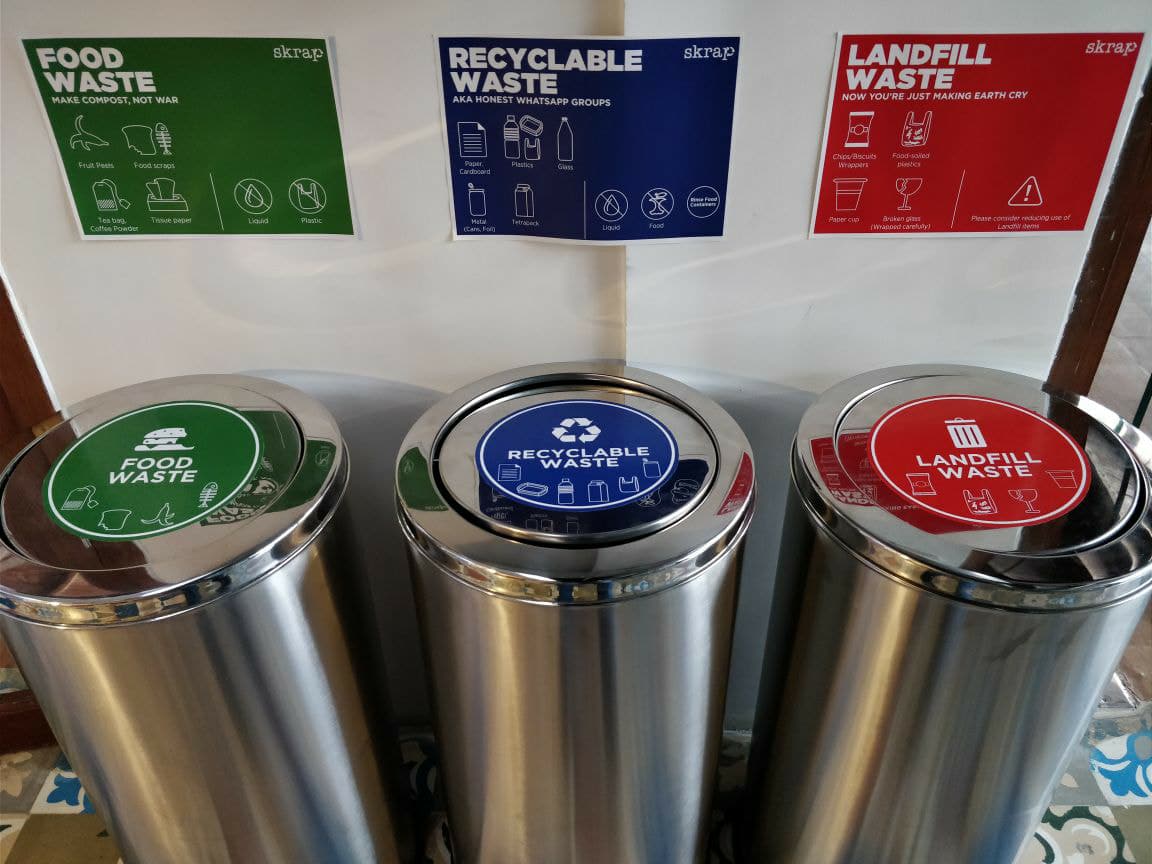 FOOD
WASTE
skrap
MAKE COMPOST, NOT WAR
Fruit Peels
Food scraps
Tea bag,
Coffee Powder
Tissue paper
Liquid
Plastic
RECYCLABLE
WASTE
skrap
AKA HONEST WHATSAPP GROUPS
Paper,
Cardboard
Plastics
Glass
Metal
(Cans, Foil)
Tetrapack
Liquid
Food
Rinse Food
Containers
LANDFILL
WASTE
skrap
NOW YOU'RE JUST MAKING EARTH CRY
Chips/Biscuits
Wrappers
Food-soiled
plastics
Paper cup
Broken glass
(Wrapped carefully)
Please consider reducing use of
Landfill items
FOOD
WASTE
RECYCLABLE
WASTE
LANDFILL
WASTE